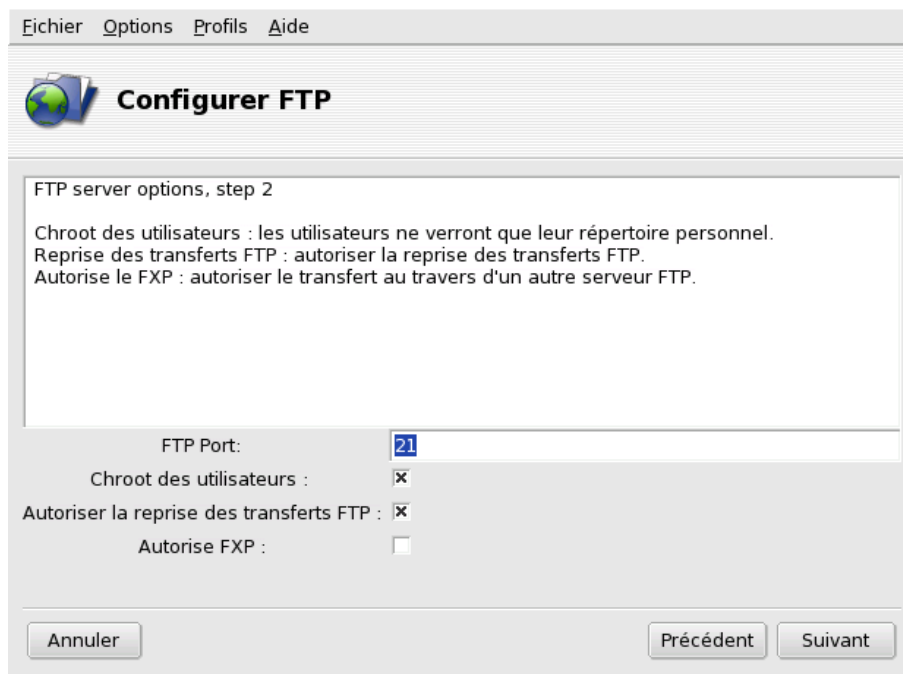 Fichier Options Profils Aide
Configurer FTP
FTP server options, step 2
Chroot des utilisateurs : les utilisateurs ne verront que leur répertoire personnel.
Reprise des transferts FTP : autoriser la reprise des transferts FTP.
Autorise le FXP : autoriser le transfert au travers d'un autre serveur FTP.
FTP Port: 21
Chroot des utilisateurs :
Autoriser la reprise des transferts FTP :
Autorise FXP :
Annuler Précédent Suivant